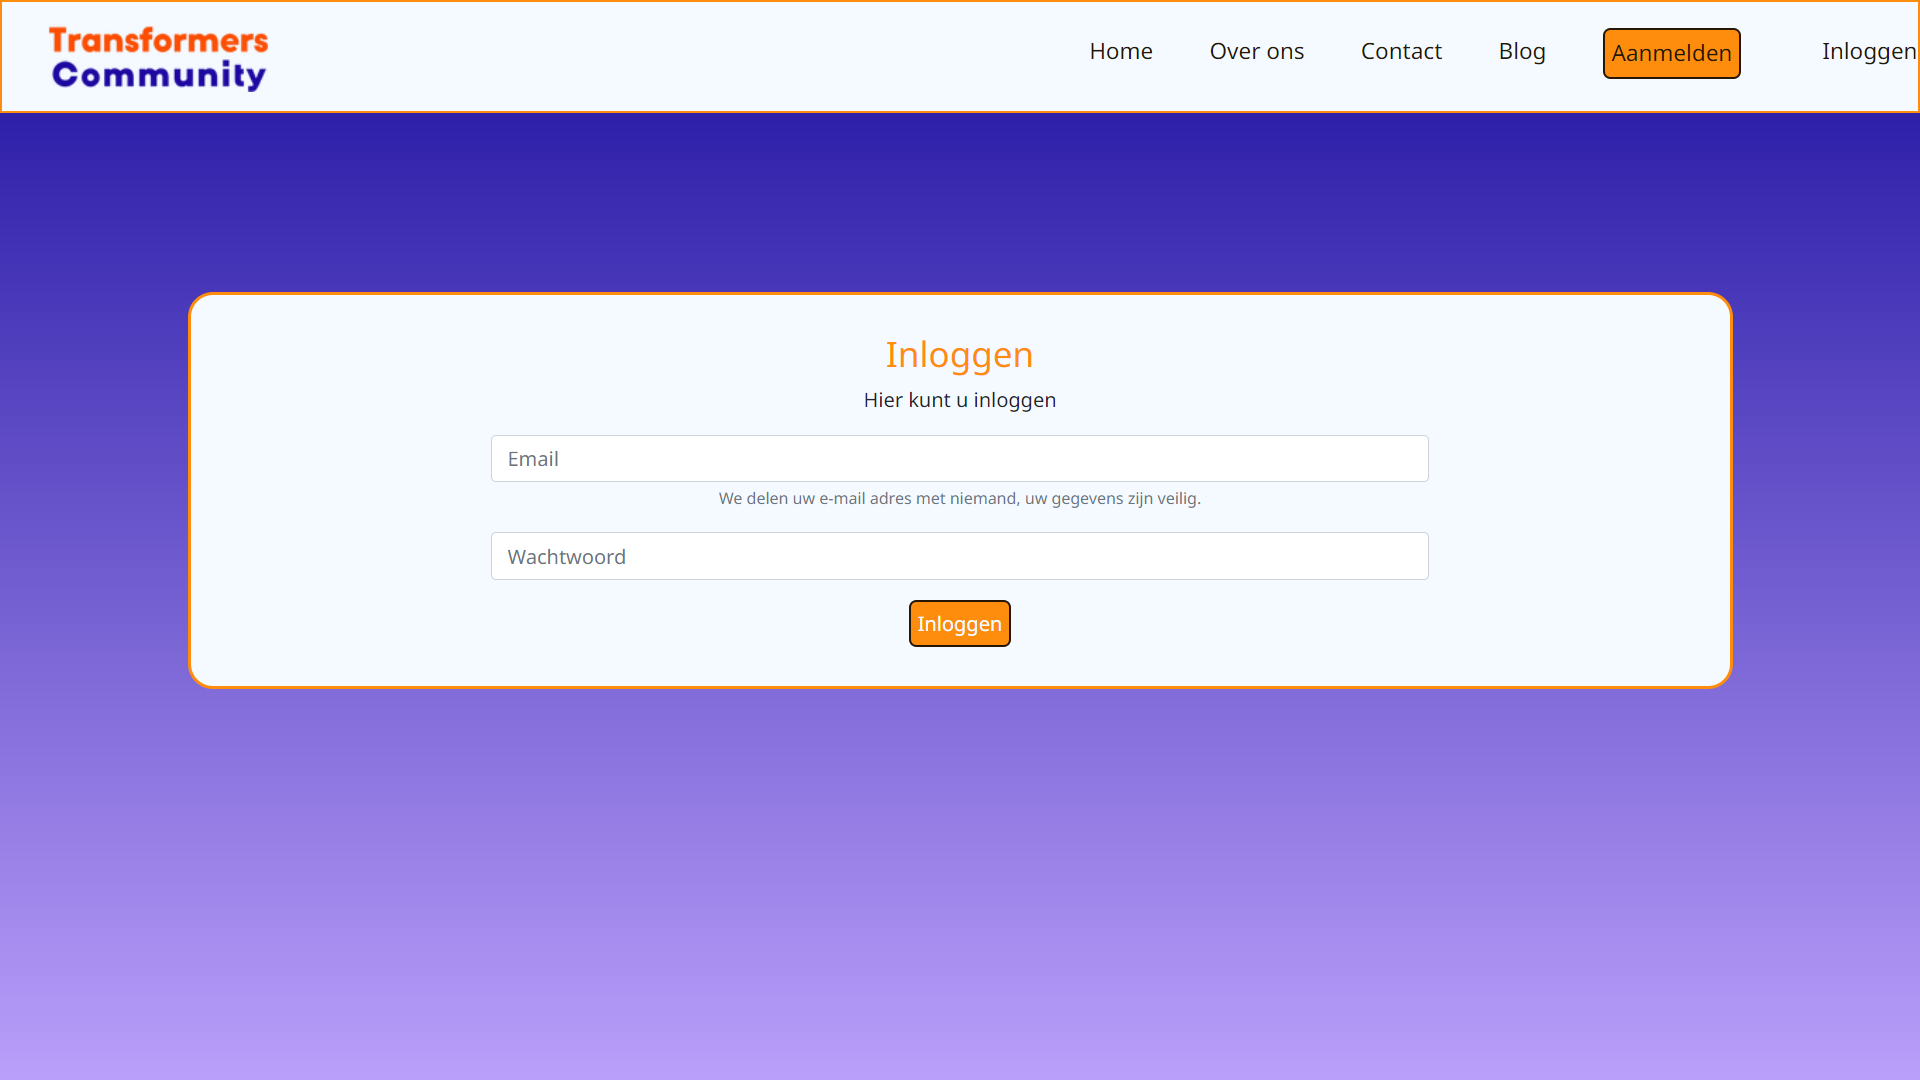 Transformers
Community
Home
Over ons
Contact
Blog
Aanmelden
Inloggen
Inloggen
Hier kunt u inloggen
Email
We delen uw e-mail adres met niemand, uw gegevens zijn veilig.
Wachtwoord
Inloggen